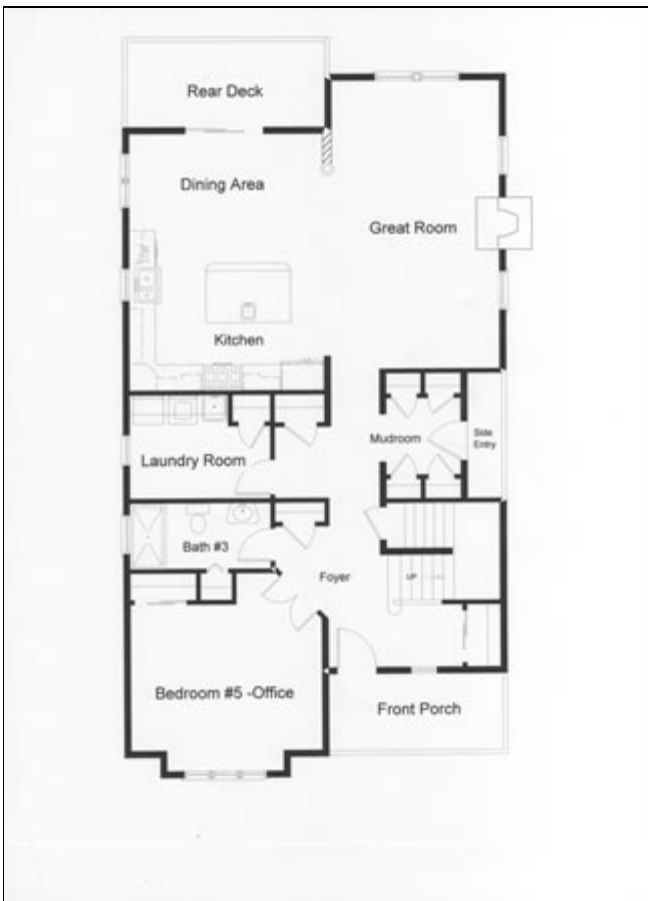 Rear Deck
Dining Area
Great Room
Kitchen
Mudroom
Side
Entry
Laundry Room
Bath #3
Foyer
UP
Bedroom #5 -Office
Front Porch